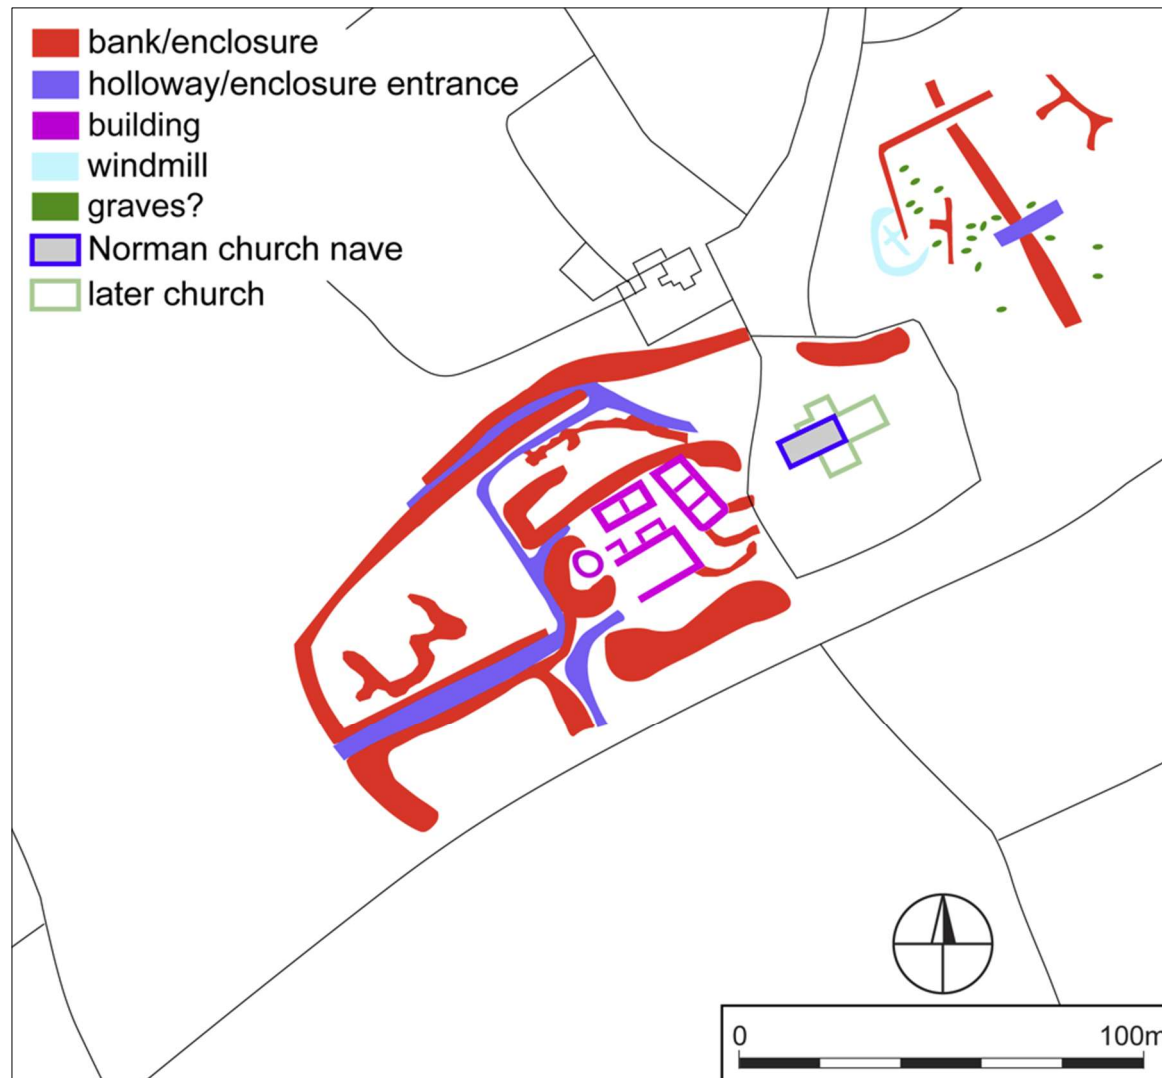 bank/enclosure
holloway/enclosure entrance
building
windmill
graves?
Norman church nave
later church
0 100m